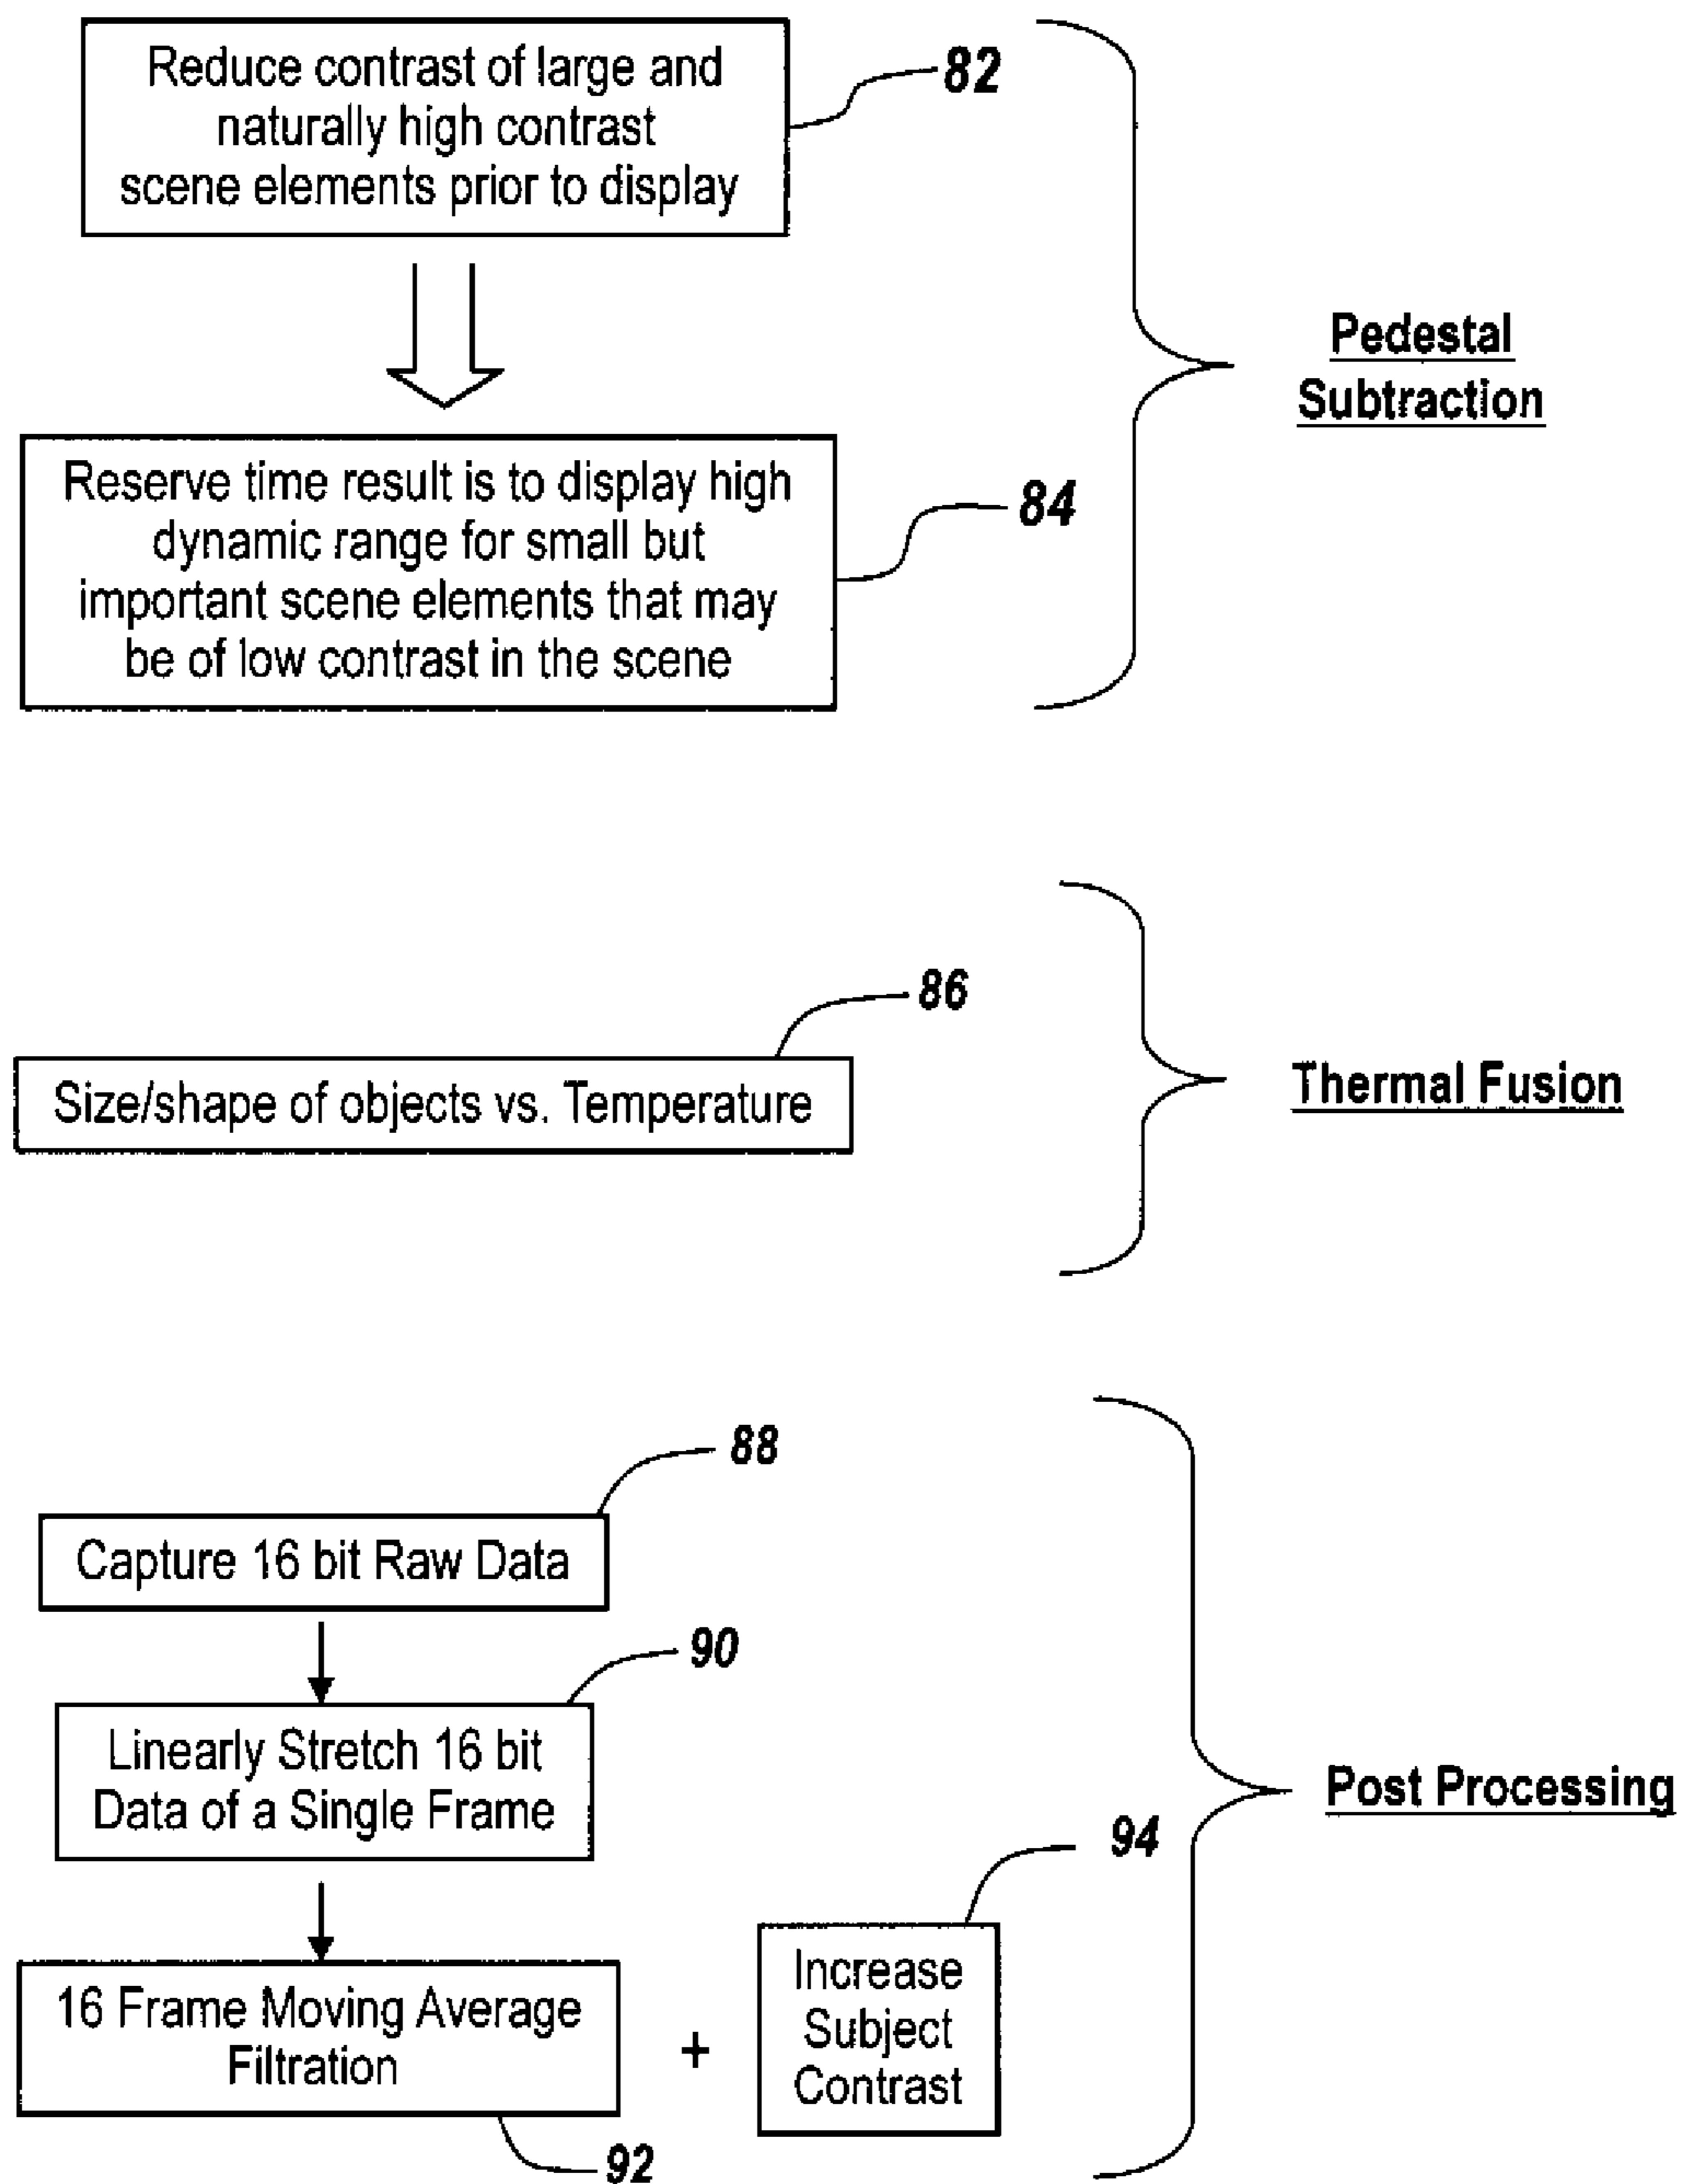 Reduce contrast of large and
naturally high contrast
scene elements prior to display
82
Pedestal
Subtraction
Reserve time result is to display high
dynamic range for small but
important scene elements that may
be of low contrast in the scene
84
86
Size/shape of objects vs. Temperature
Thermal Fusion
88
Capture 16 bit Raw Data
90
Linearly Stretch 16 bit
Data of a Single Frame
Post Processing
94
16 Frame Moving Average
Filtration
+
Increase
Subject
Contrast
92